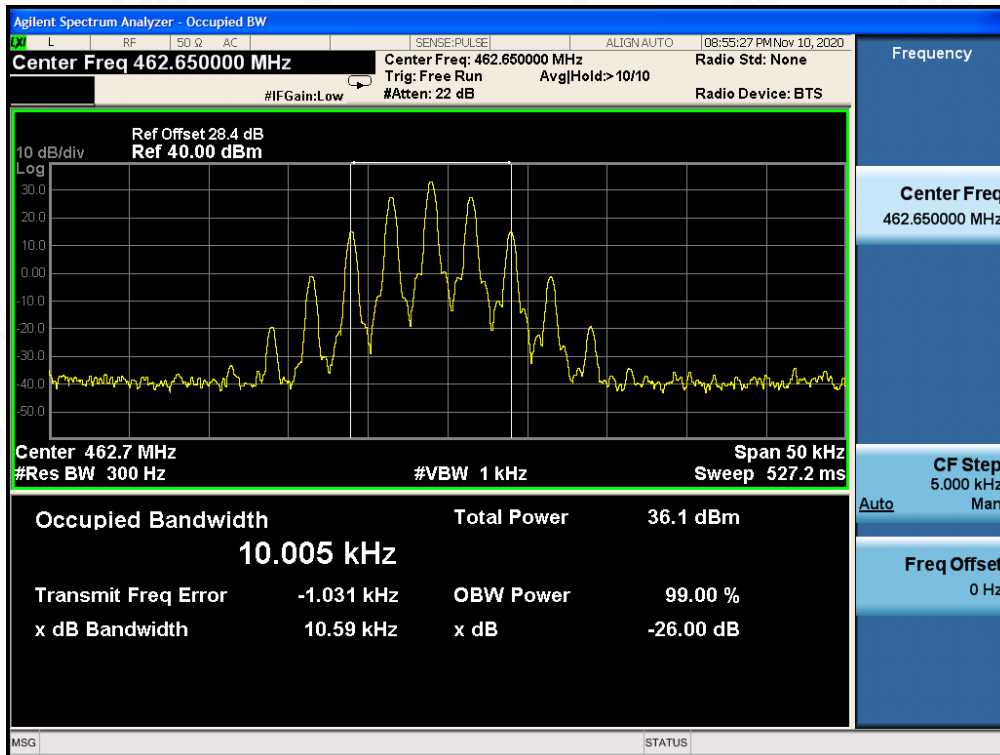 Agilent Spectrum Analyzer - Occupied BW
LXI L RF 50 Ω AC SENSE:PULSE ALIGN AUTO 08:55:27 PM Nov 10, 2020
Center Freq 462.650000 MHz
Center Freq: 462.650000 MHz
Radio Std: None
Trig: Free Run Avg|Hold:> 10/10
#IFGain:Low
#Atten: 22 dB
Radio Device: BTS
Ref Offset 28.4 dB
10 dB/div Ref 40.00 dBm
Log
30.0
20.0
10.0
0.00
-10.0
-20.0
-30.0
-40.0
-50.0
Center 462.7 MHz Span 50 kHz
#Res BW 300 Hz #VBW 1 kHz Sweep 527.2 ms
Occupied Bandwidth Total Power 36.1 dBm
10.005 kHz
Transmit Freq Error -1.031 kHz OBW Power 99.00 %
x dB Bandwidth 10.59 kHz x dB -26.00 dB
MSG STATUS
Frequency
Center Freq
462.650000 MHz
CF Step
5.000 kHz
Auto Man
Freq Offset
0 Hz